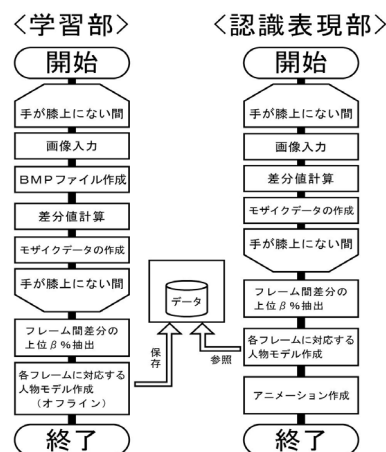 ＜学習部＞
開始
手が膝上にない間
画像入力
ＢＭＰファイル作成
差分値計算
モザイクデータの作成
手が膝上にない間
フレーム間差分の
上位β％抽出
各フレームに対応する
人物モデル作成
（オフライン）
終了
保存
データ
参照
＜認識表現部＞
開始
手が膝上にない間
画像入力
差分値計算
モザイクデータの作成
手が膝上にない間
フレーム間差分の
上位β％抽出
各フレームに対応する
人物モデル作成
アニメーション作成
終了